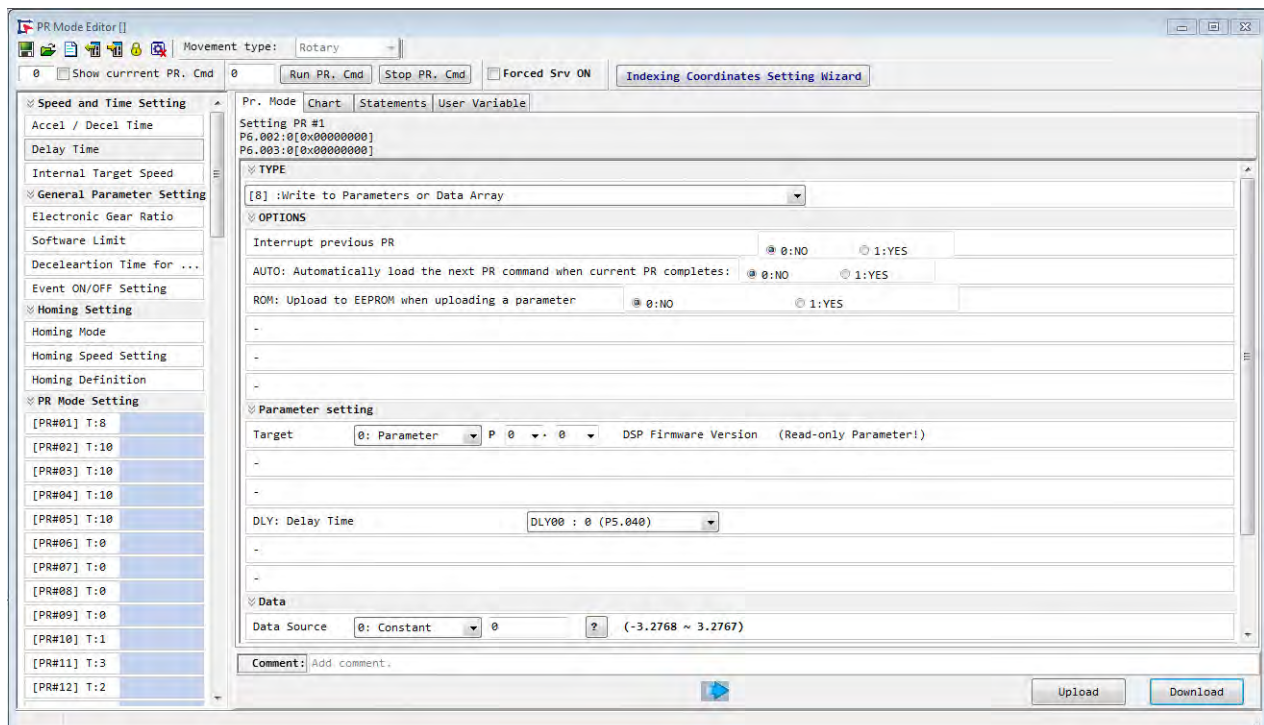 PR Mode Editor []
Movement type: Rotary
0 Show currrent PR. Cmd 0 Run PR. Cmd Stop PR. Cmd Forced Srv ON Indexing Coordinates Setting Wizard
Speed and Time Setting
Accel / Decel Time
Delay Time
Internal Target Speed
General Parameter Setting
Electronic Gear Ratio
Software Limit
Deceleartion Time for ...
Event ON/OFF Setting
Homing Setting
Homing Mode
Homing Speed Setting
Homing Definition
PR Mode Setting
[PR#01] T:8
[PR#02] T:10
[PR#03] T:10
[PR#04] T:10
[PR#05] T:10
[PR#06] T:0
[PR#07] T:0
[PR#08] T:0
[PR#09] T:0
[PR#10] T:1
[PR#11] T:3
[PR#12] T:2
Pr. Mode Chart Statements User Variable
Setting PR #1
P6.002:0[0x00000000]
P6.003:0[0x00000000]
TYPE
[8] :Write to Parameters or Data Array
OPTIONS
Interrupt previous PR 0:NO 1:YES
AUTO: Automatically load the next PR command when current PR completes: 0:NO 1:YES
ROM: Upload to EEPROM when uploading a parameter 0:NO 1:YES
-
-
-
Parameter setting
Target 0: Parameter P 0 . 0 DSP Firmware Version (Read-only Parameter!)
-
-
DLY: Delay Time DLY00 : 0 (P5.040)
-
-
Data
Data Source 0: Constant 0 ? (-3.2768 ~ 3.2767)
Comment: Add comment.
Upload Download